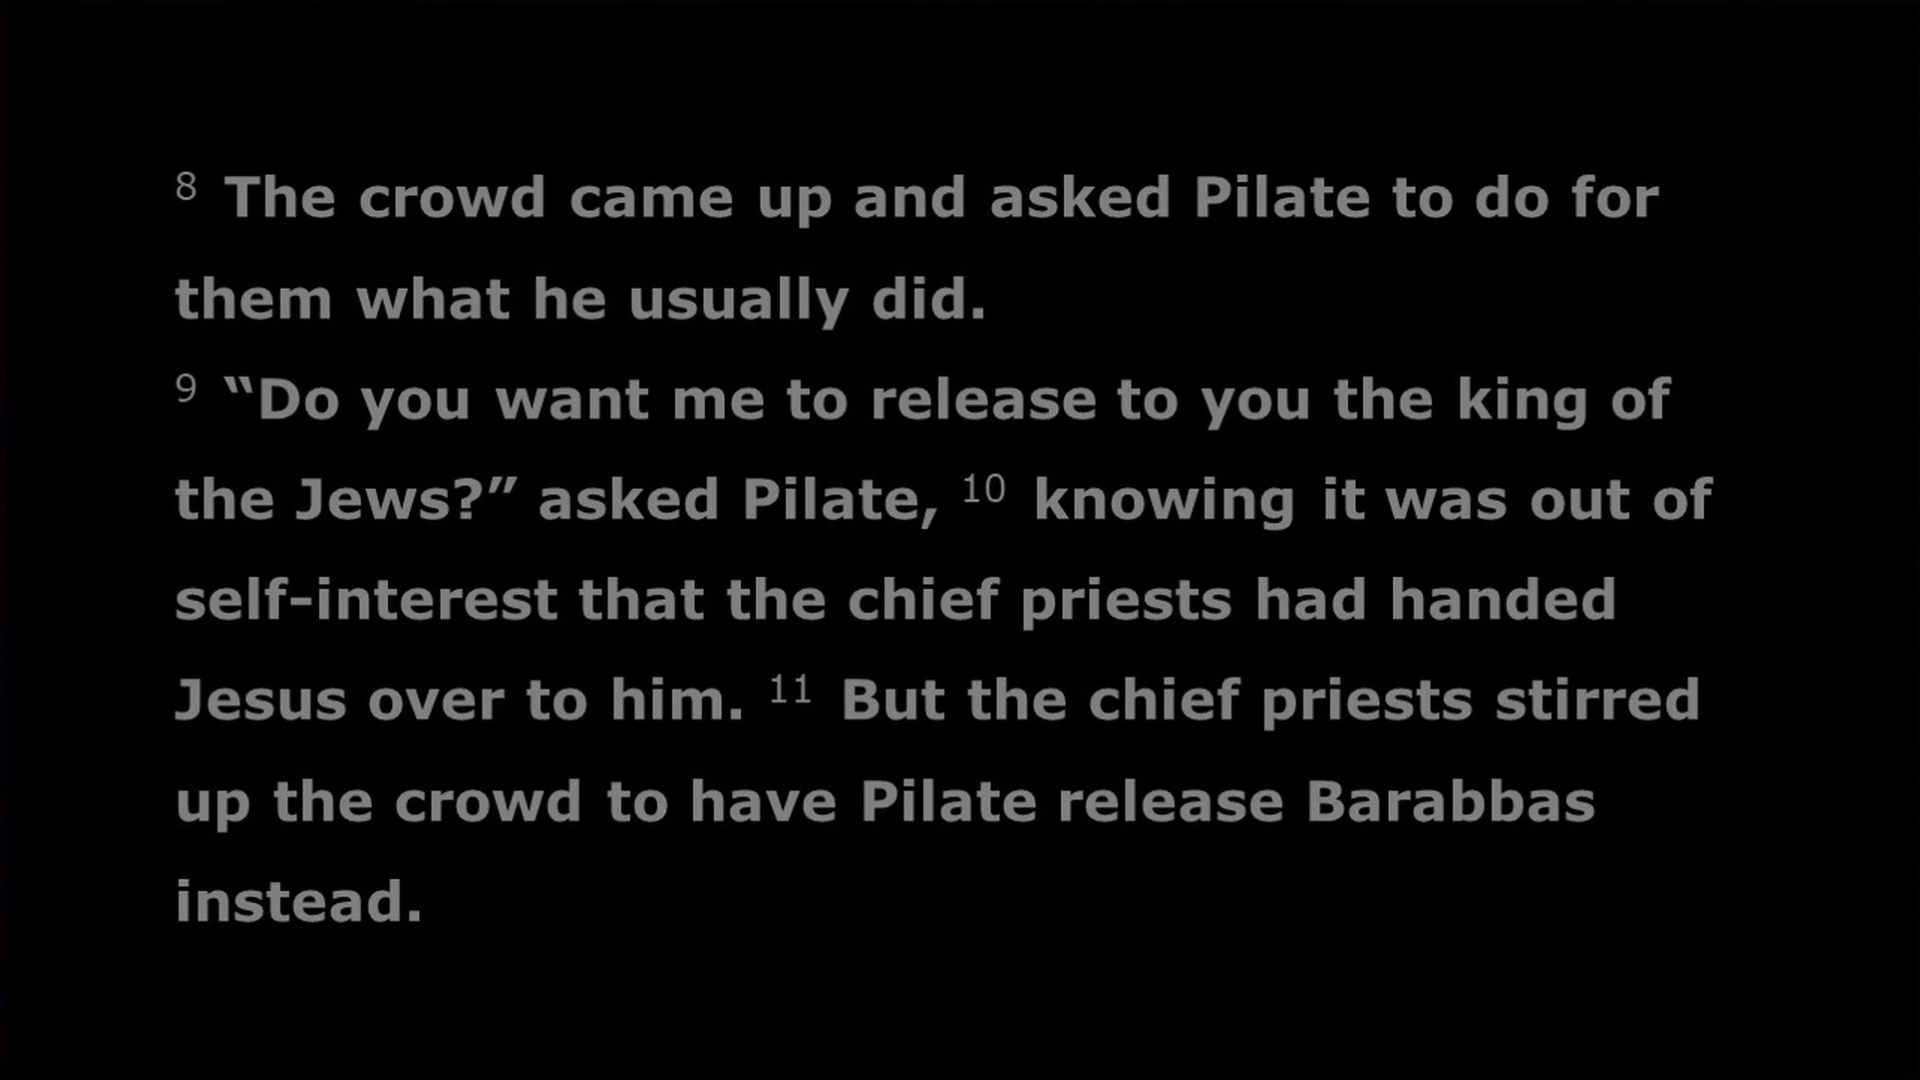 8 The crowd came up and asked Pilate to do for
them what he usually did.
9 “Do you want me to release to you the king of
the Jews?” asked Pilate, 10 knowing it was out of
self-interest that the chief priests had handed
Jesus over to him. 11 But the chief priests stirred
up the crowd to have Pilate release Barabbas
instead.